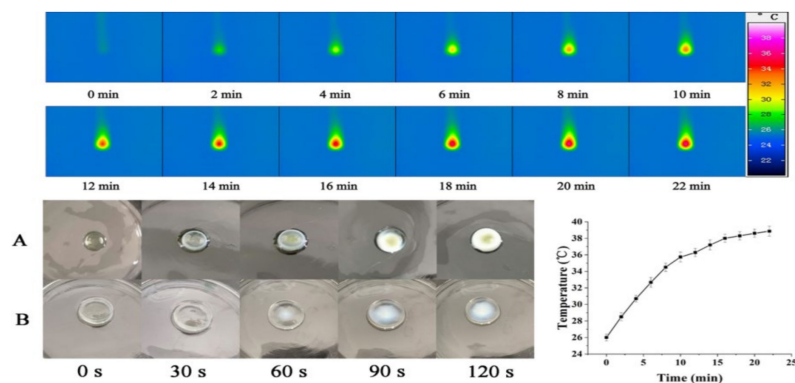 ° C
38
36
34
32
30
28
26
24
22
0 min 2 min 4 min 6 min 8 min 10 min
12 min 14 min 16 min 18 min 20 min 22 min
A
B
0 s 30 s 60 s 90 s 120 s
Temperature (℃)
40
38
36
34
32
30
28
26
24
0 5 10 15 20 25
Time (min)